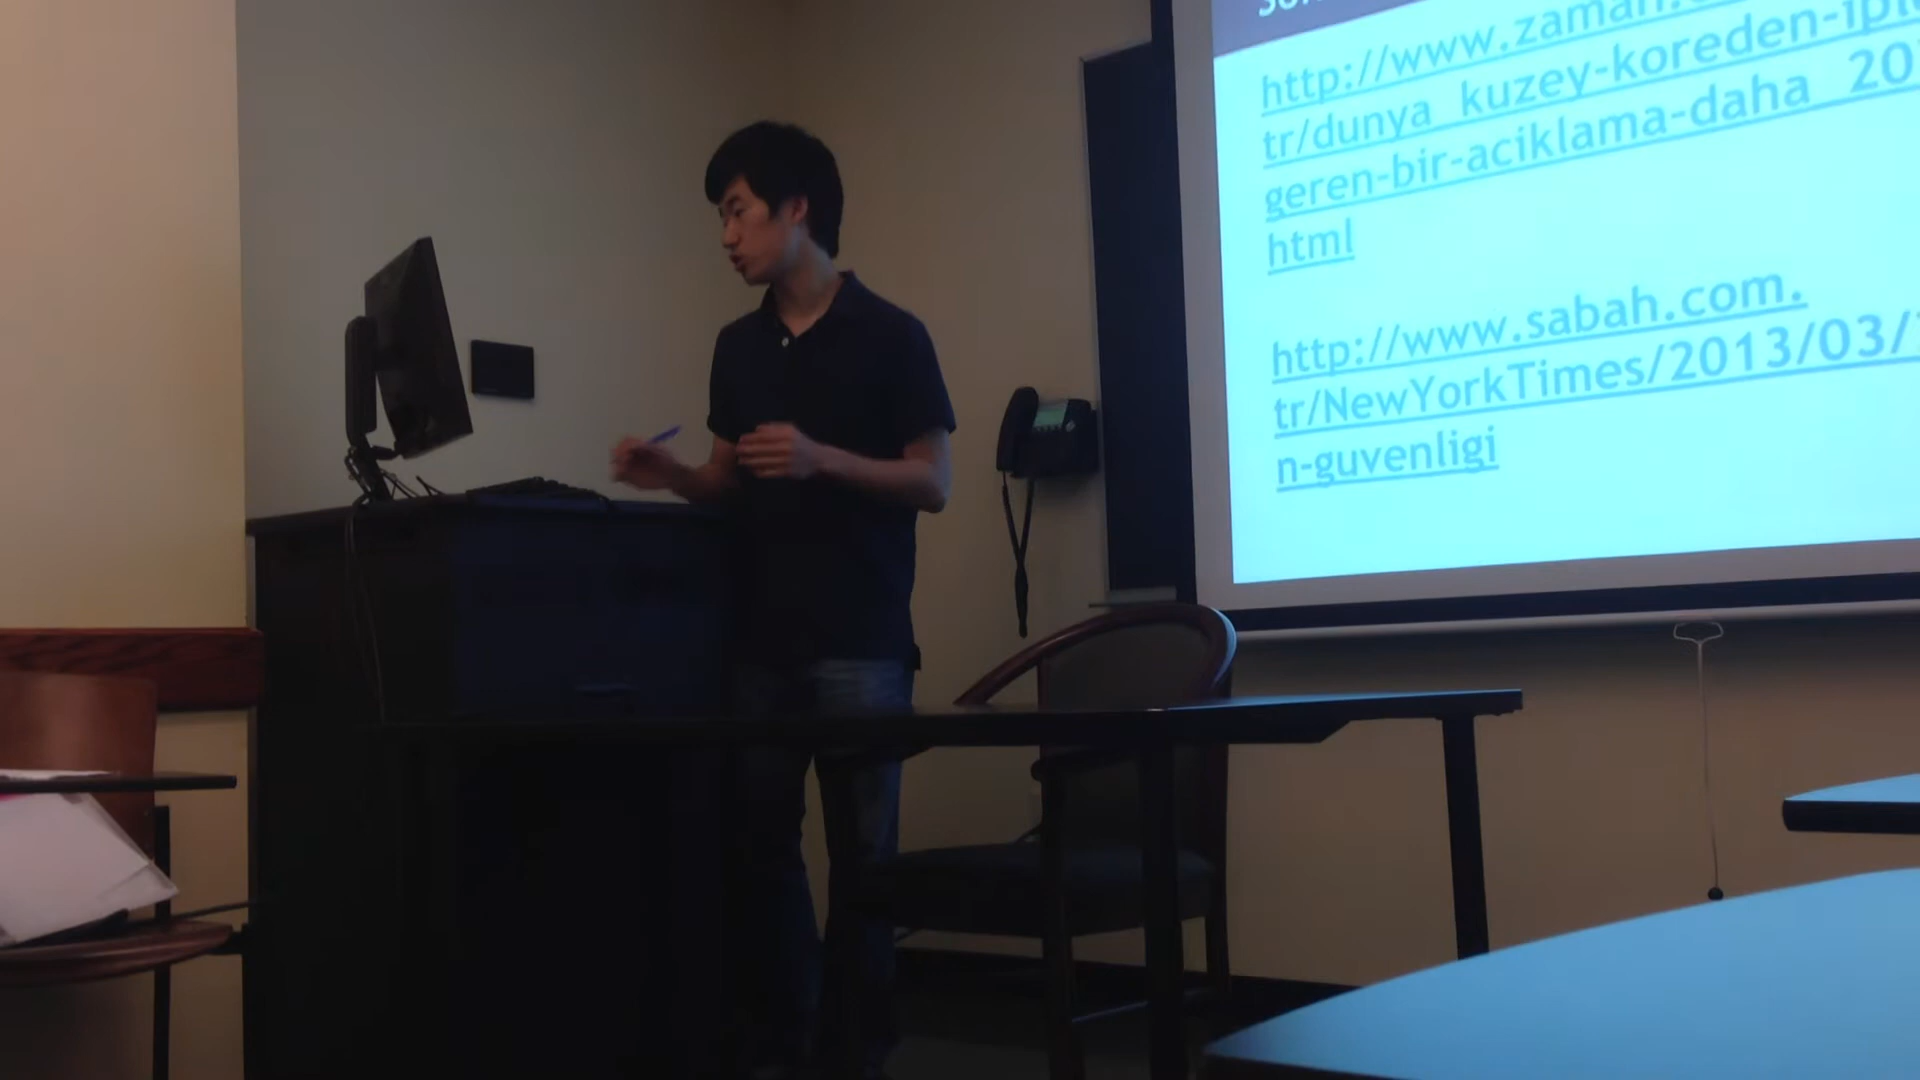 http://www.zaman.
tr/dunya_kuzey-koreden-ipl
geren-bir-aciklama-daha_20
html
http://www.sabah.com.
tr/NewYorkTimes/2013/03/
n-guvenligi